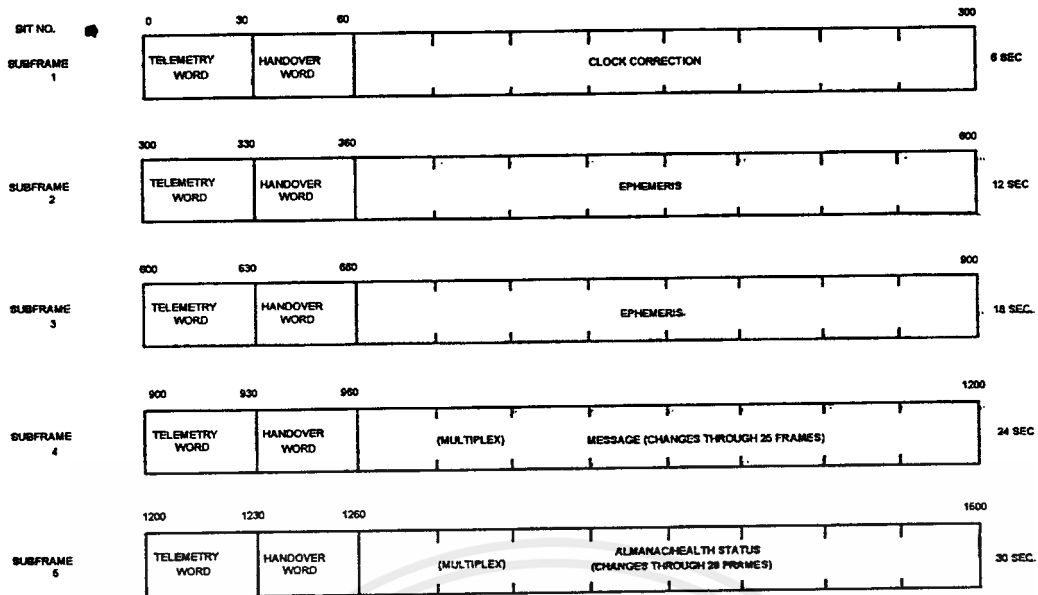 BIT NO. 0 30 60 300
SUBFRAME 1 TELEMETRY WORD HANDOVER WORD CLOCK CORRECTION 6 SEC
300 330 360 600
SUBFRAME 2 TELEMETRY WORD HANDOVER WORD EPHEMERIS 12 SEC
600 630 660 900
SUBFRAME 3 TELEMETRY WORD HANDOVER WORD EPHEMERIS. 18 SEC.
900 930 960 1200
SUBFRAME 4 TELEMETRY WORD HANDOVER WORD (MULTIPLEX) MESSAGE (CHANGES THROUGH 25 FRAMES) 24 SEC
1200 1230 1260 1500
SUBFRAME 5 TELEMETRY WORD HANDOVER WORD (MULTIPLEX) ALMANAC/HEALTH STATUS (CHANGES THROUGH 25 FRAMES) 30 SEC.